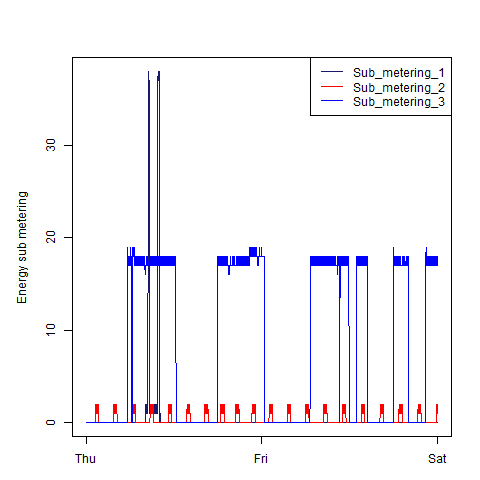 Sub_metering_1
Sub_metering_2
Sub_metering_3
Energy sub metering
30
20
10
0
Thu
Fri
Sat